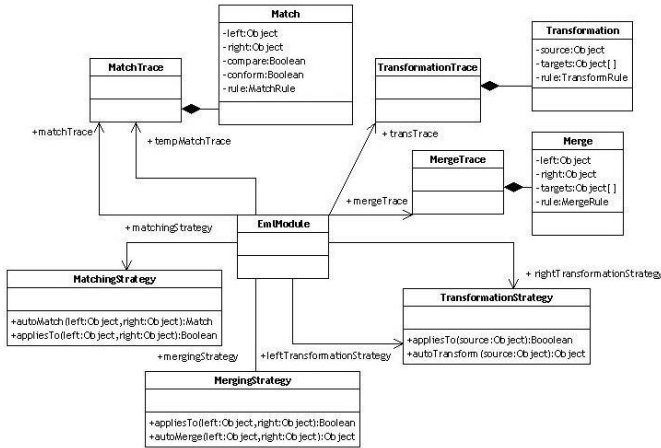 Match
-left:Object
-right:Object
-compare:Boolean
-conform:Boolean
-rule:MatchRule
Transformation
-source:Object
-targets:Object[]
-rule:TransformRule
MatchTrace
TransformationTrace
+matchTrace
+ tempMatchTrace
+ transTrace
Merge
-left:Object
-right:Object
-targets:Object[]
-rule:MergeRule
MergeTrace
+ mergeTrace
EmlModule
+ matchingStrategy
+ rightTransformationStrategy
MatchingStrategy
+autoMatch(left:Object,right:Object):Match
+appliesTo(left:Object,right:Object):Boolean
TransformationStrategy
+appliesTo(source:Object):Booolean
+autoTransform(source:Object):Object
+mergingStrategy
+leftTransformationStrategy
MergingStrategy
+appliesTo(left:Object,right:Object):Boolean
+autoMerge(left:Object,right:Object):Object